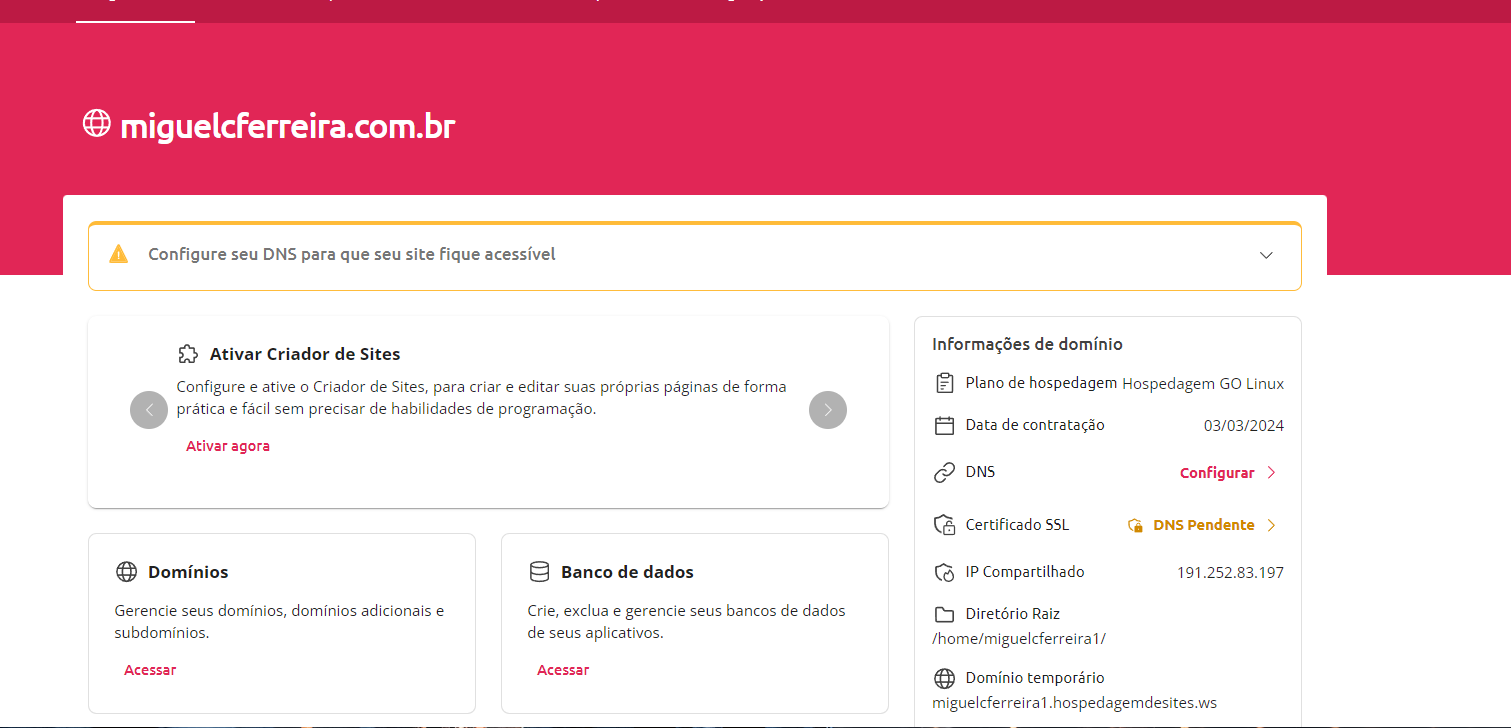 miguelcferreira.com.br
Configure seu DNS para que seu site fique acessível
Ativar Criador de Sites
Configure e ative o Criador de Sites, para criar e editar suas próprias páginas de forma
prática e fácil sem precisar de habilidades de programação.
Ativar agora
Domínios
Gerencie seus domínios, domínios adicionais e
subdomínios.
Acessar
Banco de dados
Crie, exclua e gerencie seus bancos de dados
de seus aplicativos.
Acessar
Informações de domínio
Plano de hospedagem Hospedagem GO Linux
Data de contratação 03/03/2024
DNS Configurar
Certificado SSL DNS Pendente
IP Compartilhado 191.252.83.197
Diretório Raiz
/home/miguelcferreira1/
Domínio temporário
miguelcferreira1.hospedagemdesites.ws